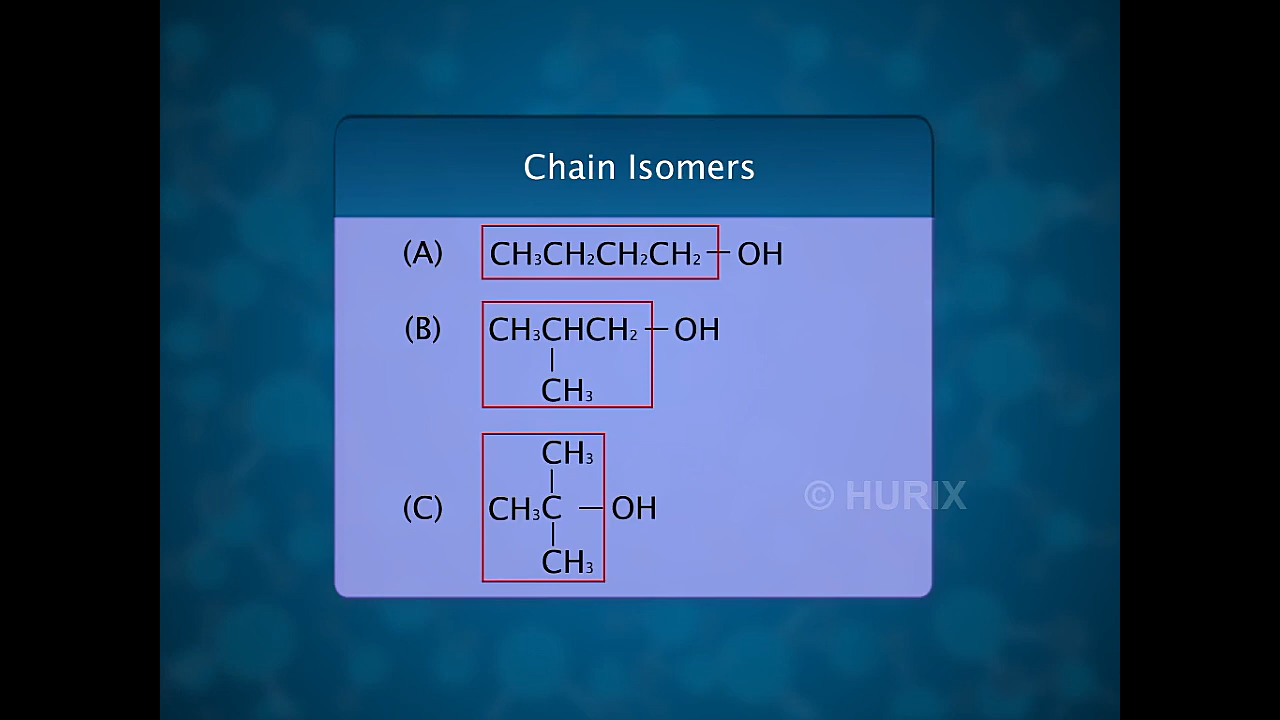 Chain Isomers
(A) CH₃CH₂CH₂CH₂—OH
(B) CH₃CHCH₂—OH
|
CH₃
CH₃
|
(C) CH₃C —OH
© HURIX
|
CH₃